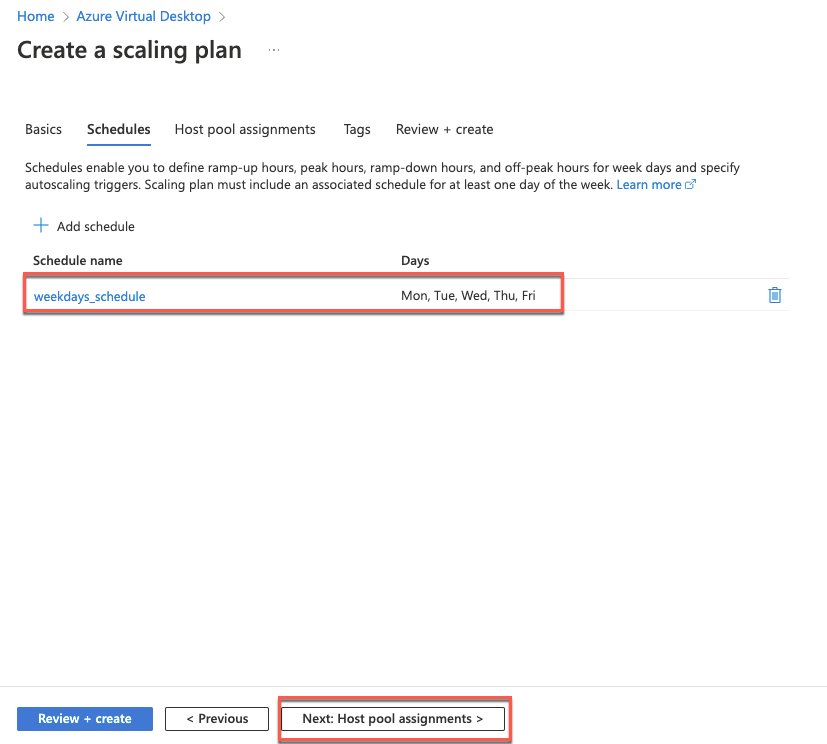 Home > Azure Virtual Desktop >
Create a scaling plan ...
Basics Schedules Host pool assignments Tags Review + create
Schedules enable you to define ramp-up hours, peak hours, ramp-down hours, and off-peak hours for week days and specify
autoscaling triggers. Scaling plan must include an associated schedule for at least one day of the week. Learn more
+ Add schedule
Schedule name Days
weekdays_schedule Mon, Tue, Wed, Thu, Fri
Review + create < Previous Next: Host pool assignments >